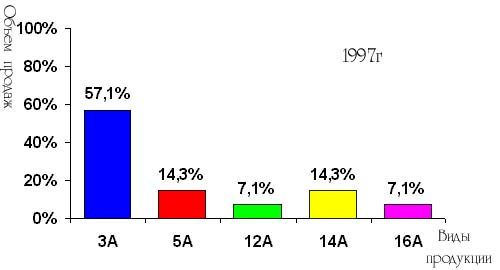 Объем продаж
100%
80%
60%
40%
20%
0%
1997г
57,1%
14,3%
7,1%
14,3%
7,1%
3А 5А 12А 14А 16А
Виды
продукции